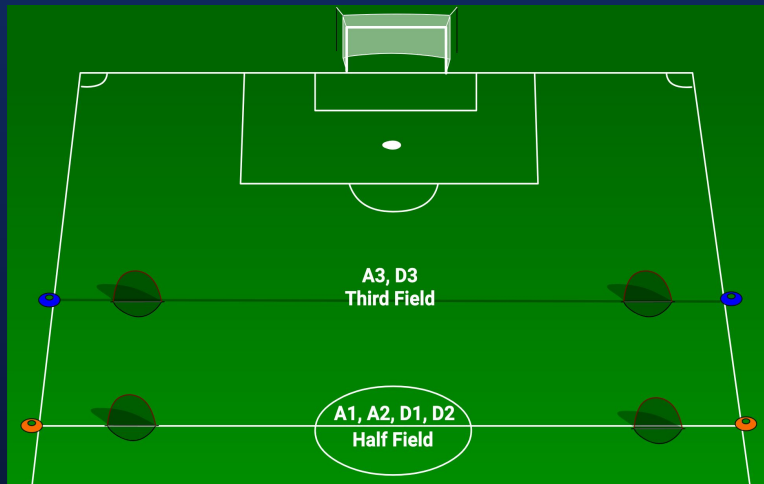 A3, D3
Third Field
A1, A2, D1, D2
Half Field